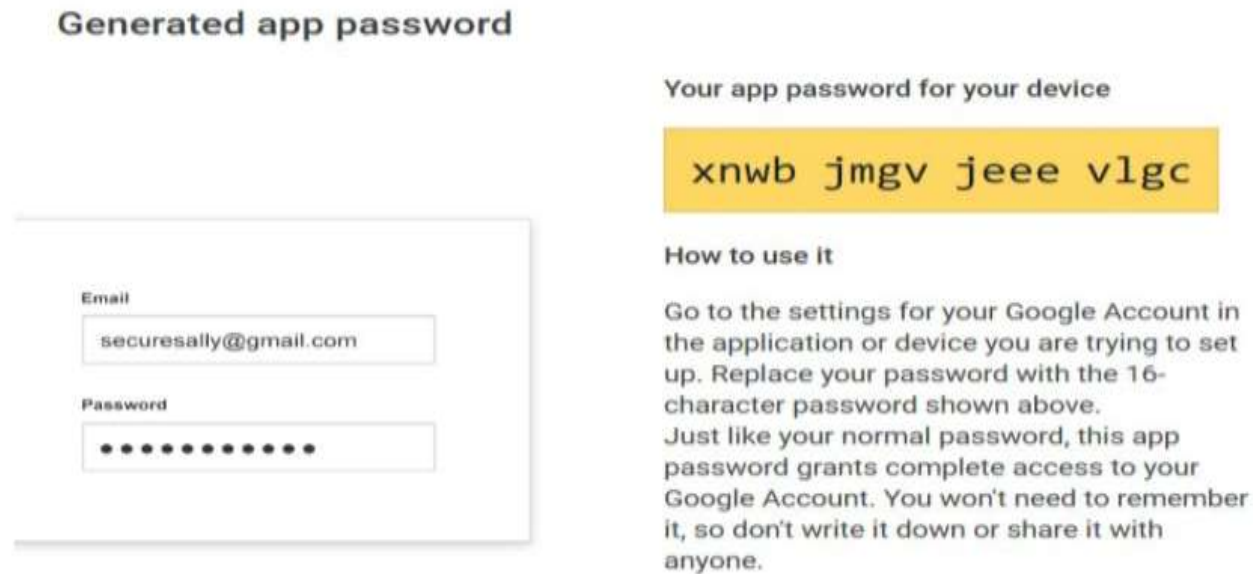 Generated app password
Your app password for your device
xnwb jmgv jeee vlgc
Email
securesally@gmail.com
Password
How to use it
Go to the settings for your Google Account in
the application or device you are trying to set
up. Replace your password with the 16-
character password shown above.
Just like your normal password, this app
password grants complete access to your
Google Account. You won't need to remember
it, so don't write it down or share it with
anyone.